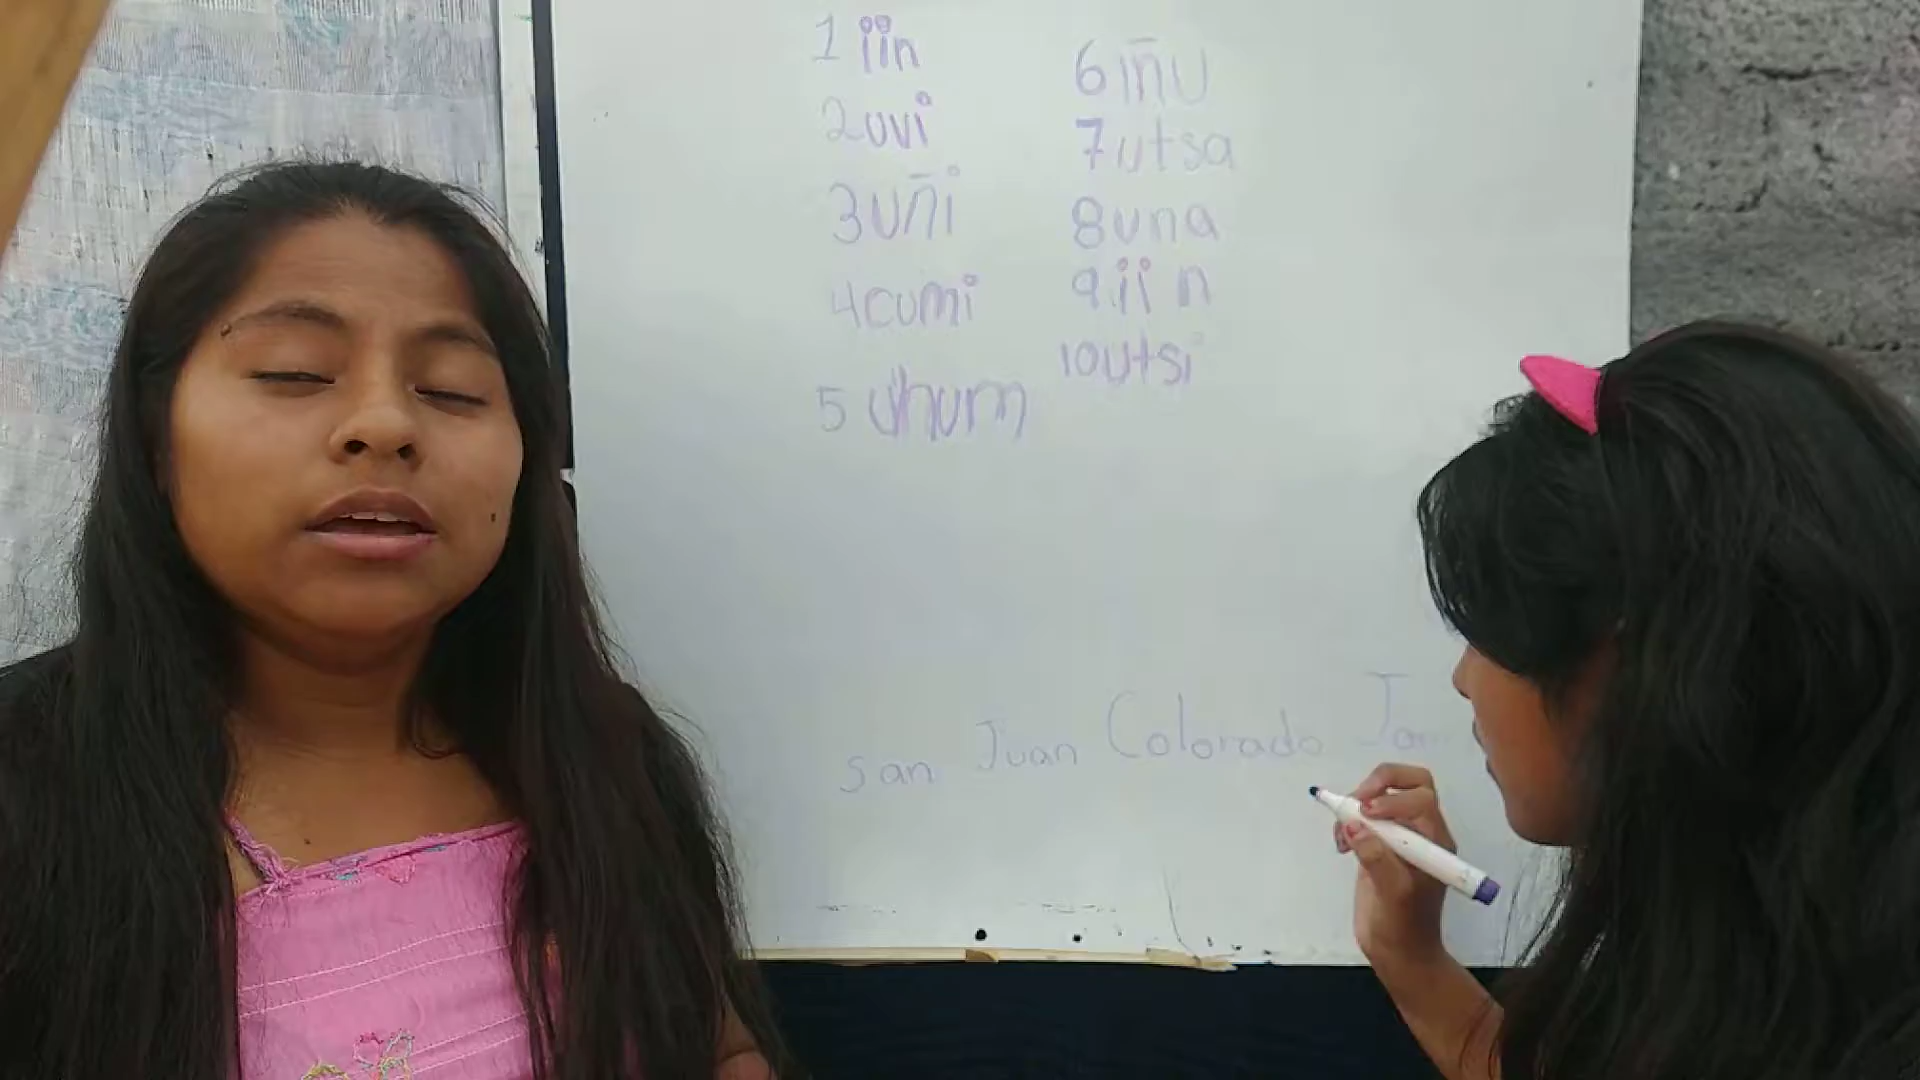 1 iin
2 uvi
3 uñi
4 cumi
5 uhum
6 iñu
7 utsa
8 una
9 iin
10 utsi
san Juan Colorado